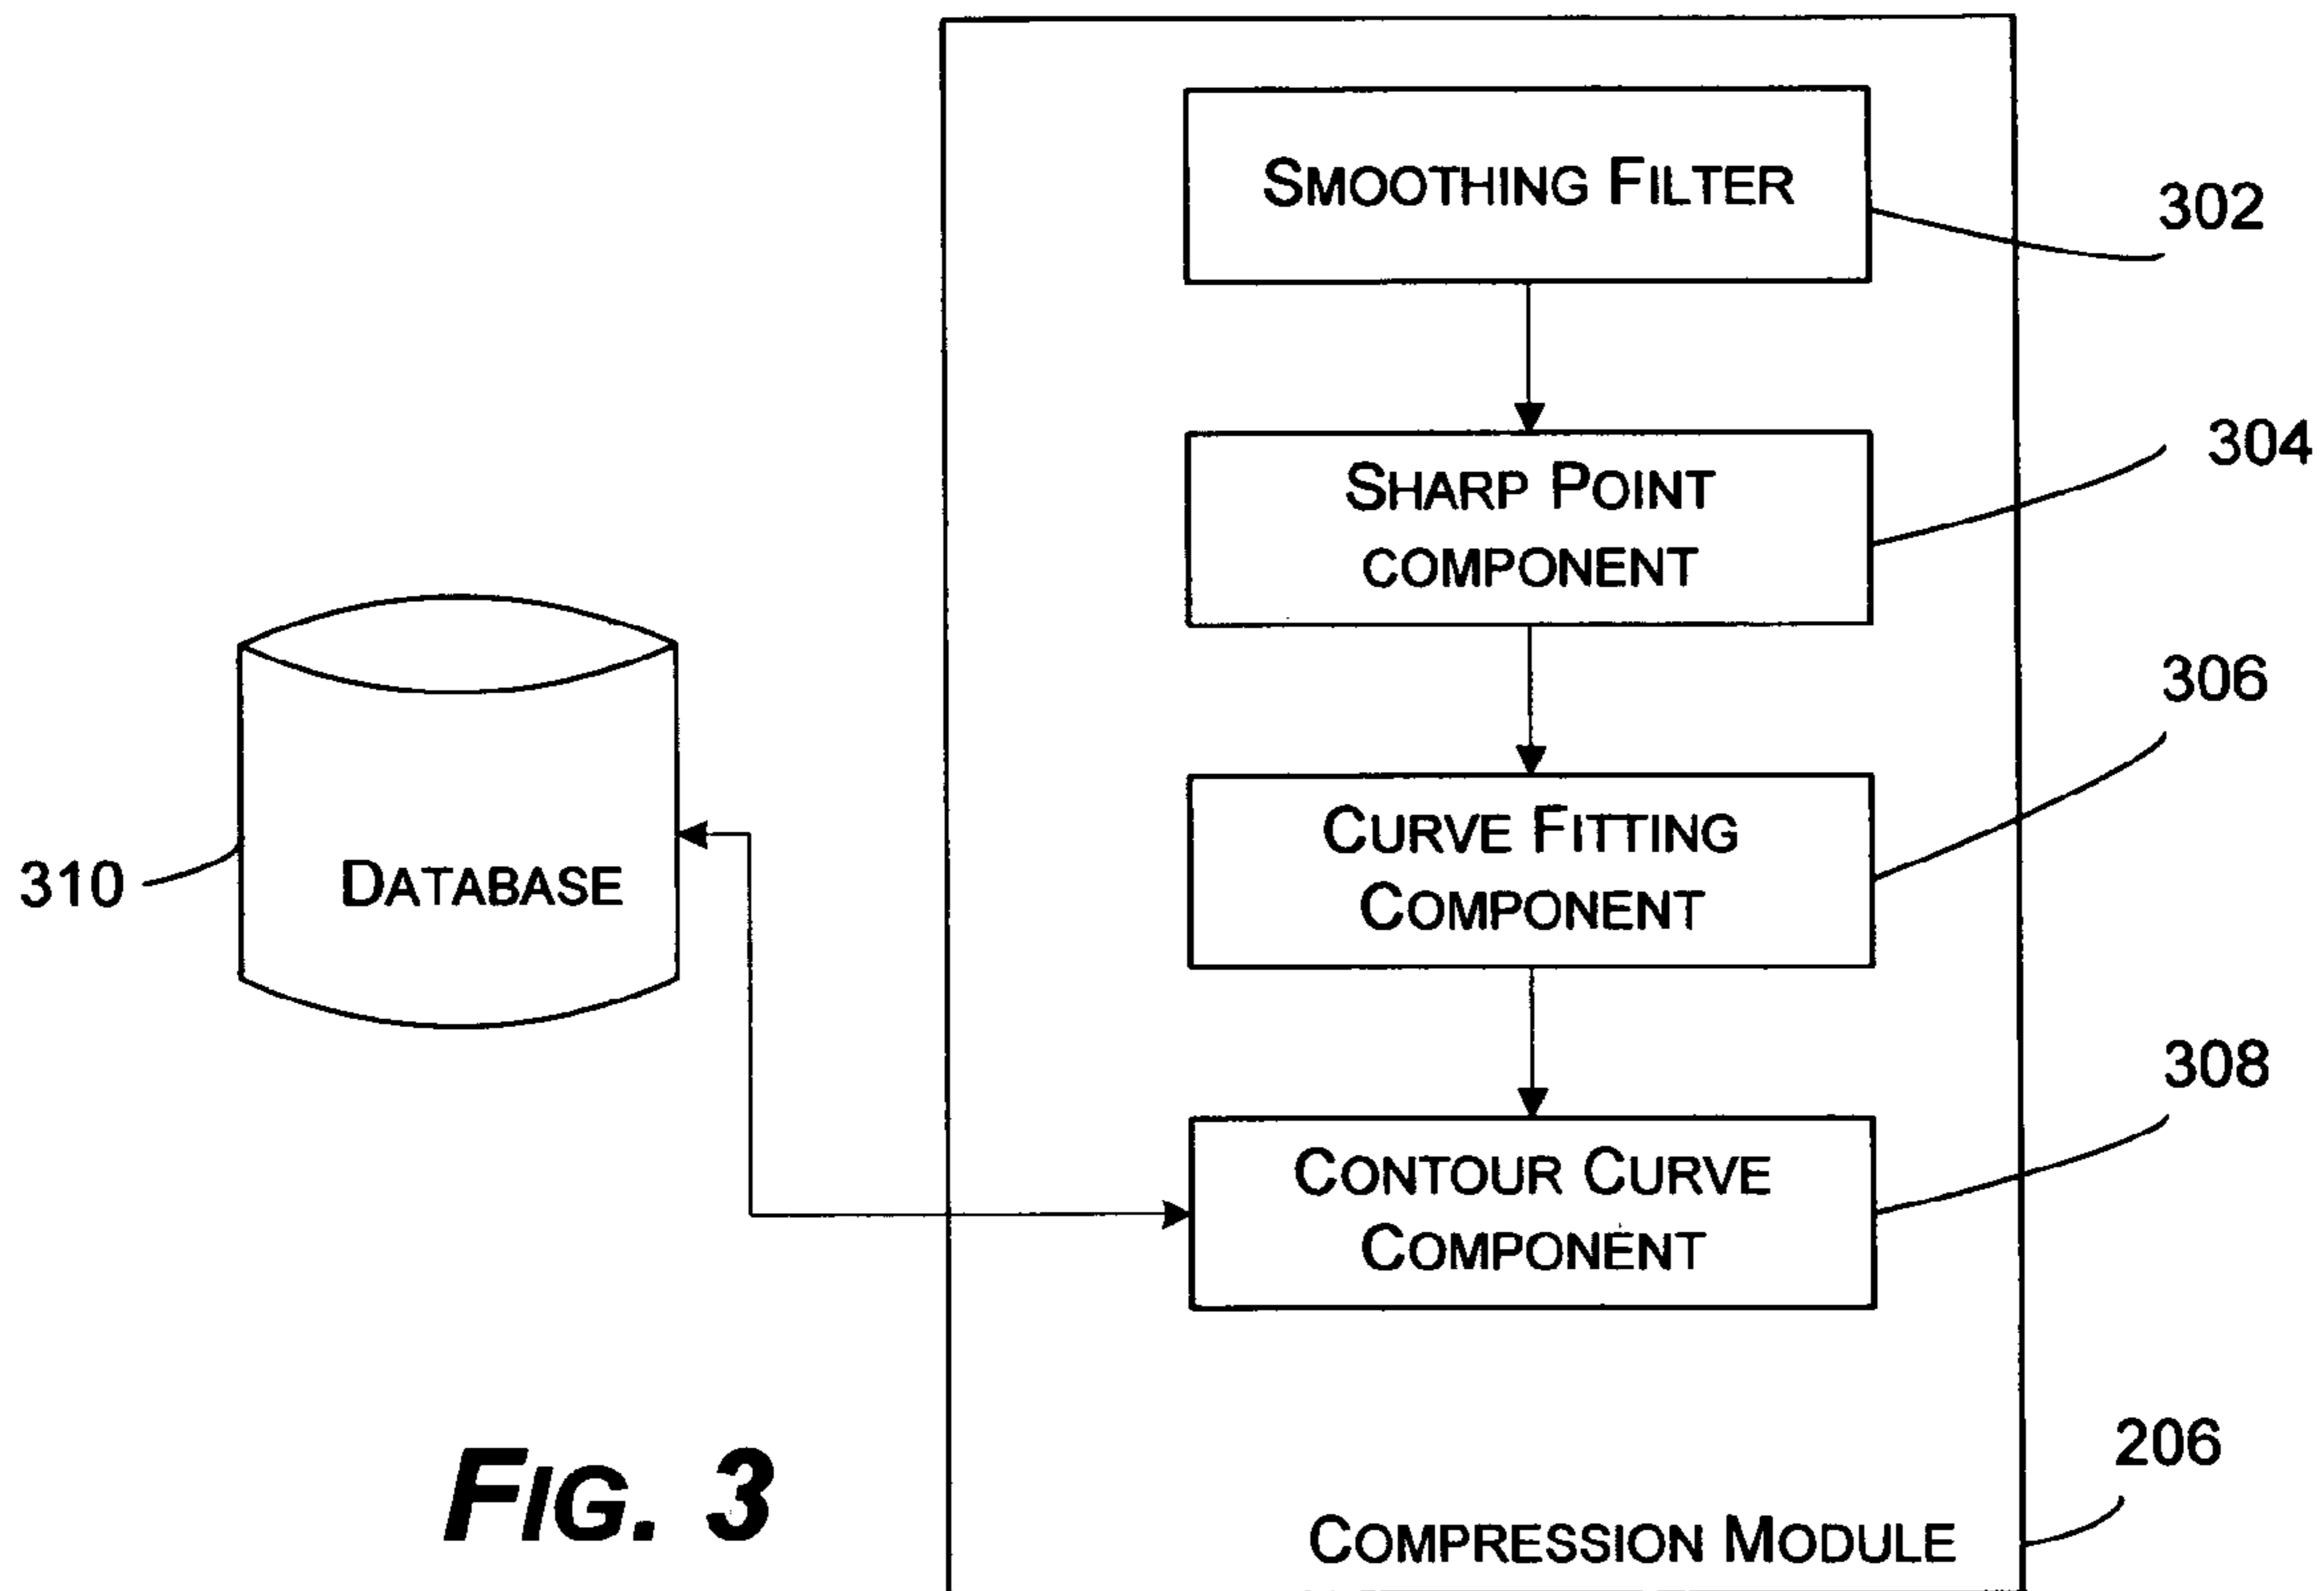 SMOOTHING FILTER
302
SHARP POINT
COMPONENT
304
306
CURVE FITTING
COMPONENT
310
DATABASE
308
CONTOUR CURVE
COMPONENT
206
FIG. 3
COMPRESSION MODULE